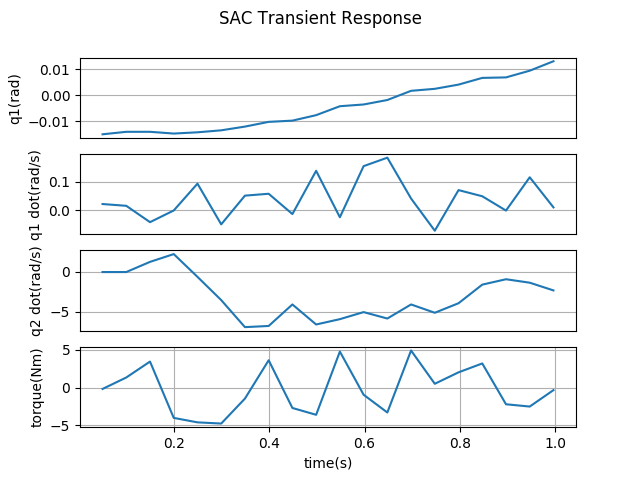 SAC Transient Response
q1(rad)
0.01
0.00
−0.01
q1 dot(rad/s)
0.1
0.0
q2 dot(rad/s)
0
−5
torque(Nm)
5
0
−5
0.2 0.4 0.6 0.8 1.0
time(s)